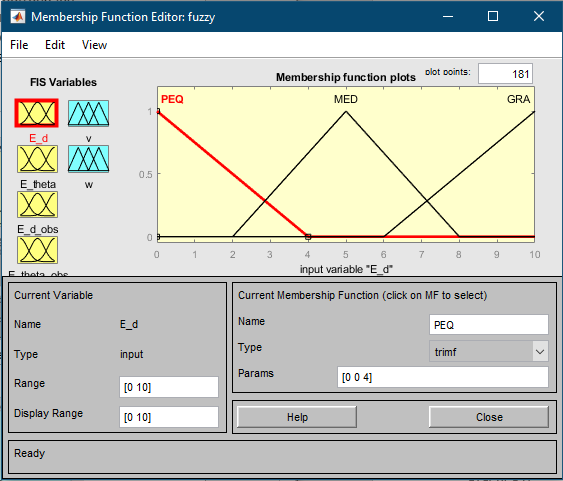 Membership Function Editor: fuzzy
File Edit View
FIS Variables
Membership function plots
plot points:
181
E_d
v
E_theta
w
E_d_obs
E_theta_obs
PEQ
MED
GRA
1
0.5
0
0 1 2 3 4 5 6 7 8 9 10
input variable "E_d"
Current Variable
Name E_d
Type input
Range [0 10]
Display Range [0 10]
Current Membership Function (click on MF to select)
Name PEQ
Type trimf
Params [0 0 4]
Help Close
Ready